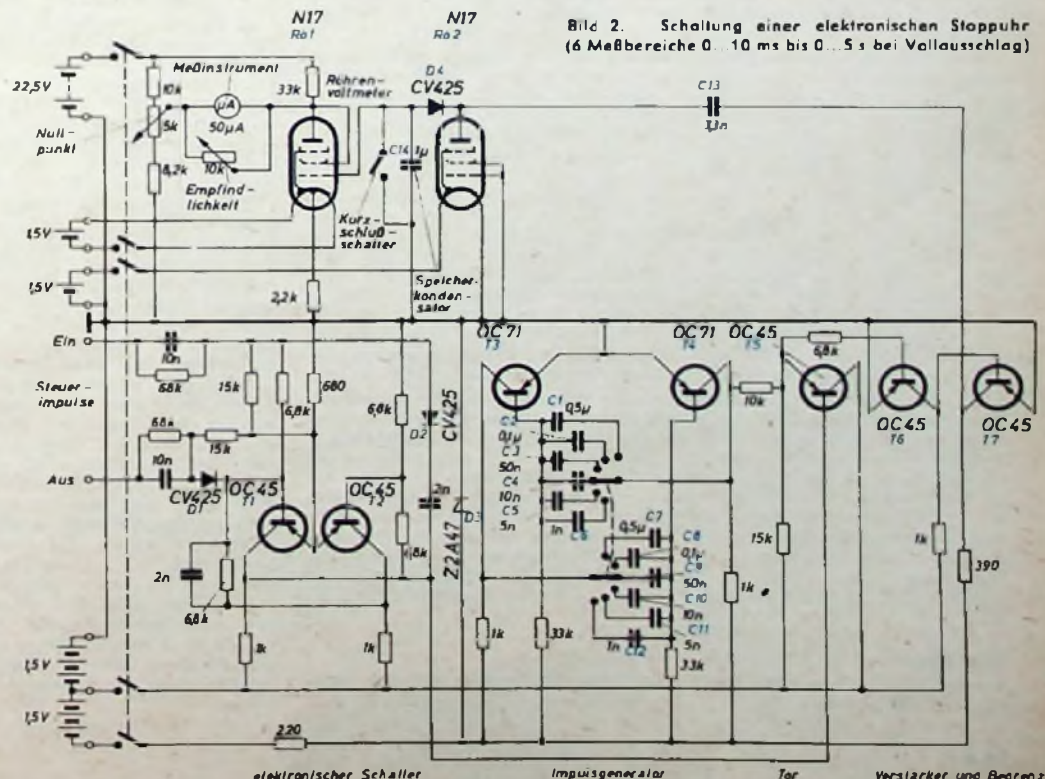 N17
Rö1
N17
Rö2
Bild 2. Schaltung einer elektronischen Stoppuhr
(6 Meßbereiche 0...10 ms bis 0...5 s bei Vollausschlag)
22,5V
Null-
punkt
10k
5k
8,2k
Meßinstrument
µA
50µA
10k
Empfind-
lichkeit
33k
Röhren-
voltmeter
D4
CV425
C14
1µ
Kurz-
schluß-
schalter
Speicher-
konden-
sator
C13
1,5V
1,5V
2,2k
Ein
10n
68k
Steuer-
impulse
68k
15k
10n
Aus
CV425
D1
15k
6,8k
680
OC45
T1
OC45
T2
6,8k
6,8k
D2
CV425
2n
D3
Z2A47
2n
6,8k
1k
1k
OC71
T3
OC71
T4
OC45
T5
10k
6,8k
OC45
T6
OC45
T7
C1
0,5µ
C2
0,1µ
C3
50n
C4
10n
C5
5n
1n
C6
0,5µ
C7
C8
0,1µ
C9
50n
C10
10n
C11
5n
1n
C12
1k
33k
33k
1k
15k
1k
390
1,5V
1,5V
220
elektronischer Schalter
Impulsgenerator
Tor